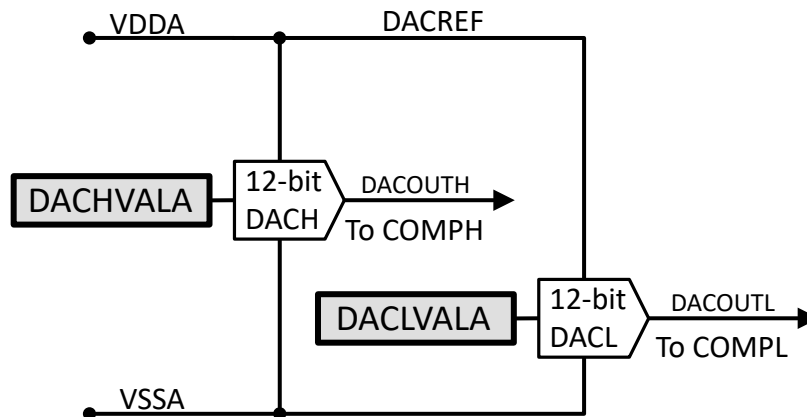 VDDA
DACREF
DACHVALA
12-bit
DACH
DACOUTH
To COMPH
DACLVALA
12-bit
DACL
DACOUTL
To COMPL
VSSA